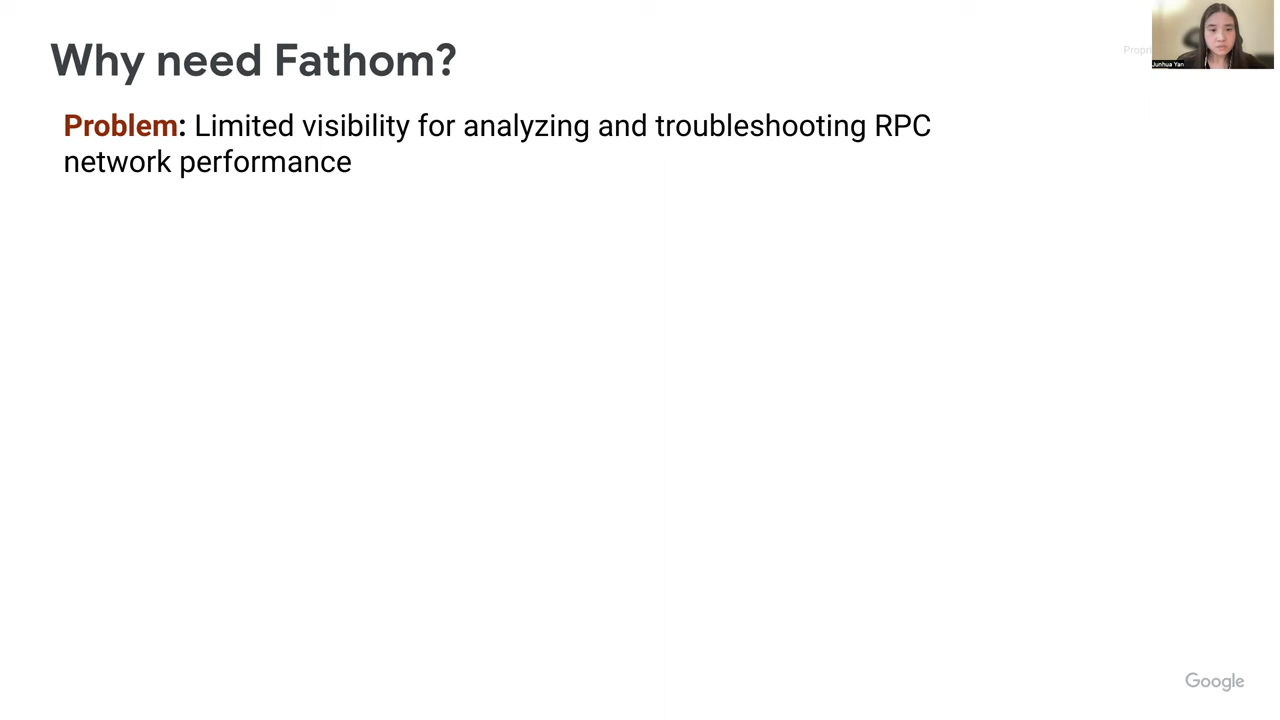 Why need Fathom?
Problem: Limited visibility for analyzing and troubleshooting RPC
network performance
Junhua Yan
Google